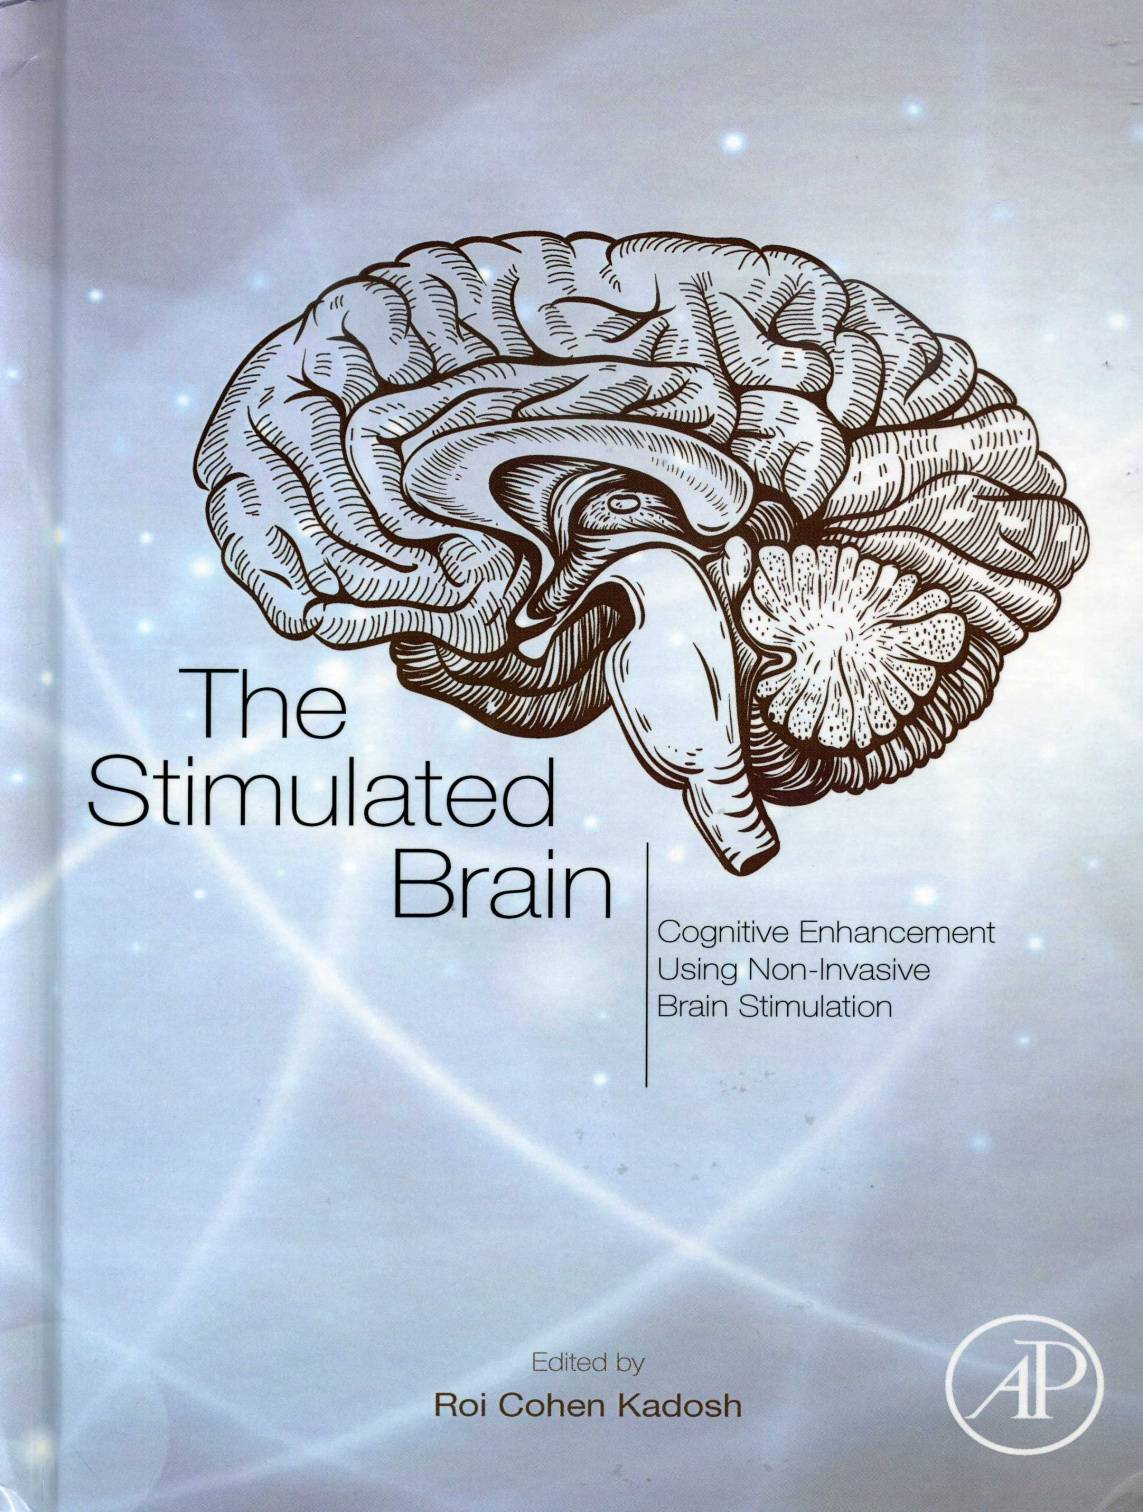 The
Stimulated
Brain
Cognitive Enhancement
Using Non-Invasive
Brain Stimulation
Edited by
Roi Cohen Kadosh
AP